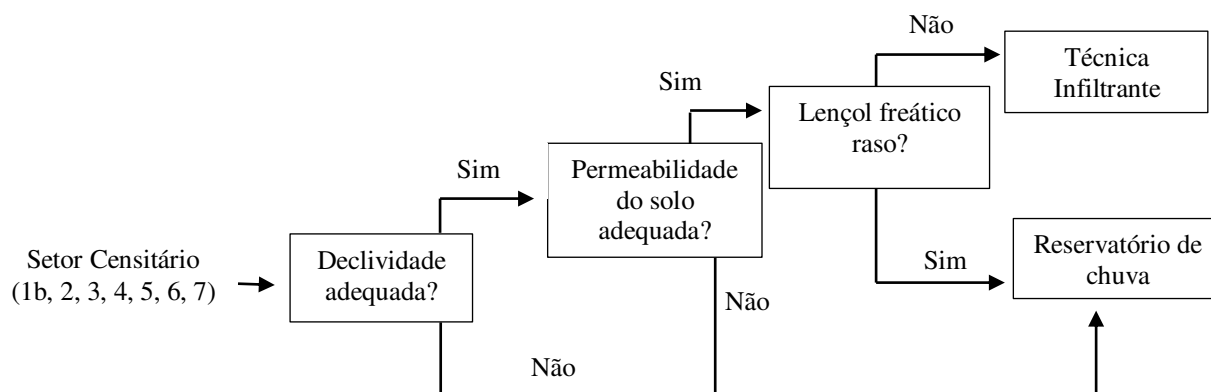 Setor Censitário
(1b, 2, 3, 4, 5, 6, 7)
Declividade
adequada?
Sim
Não
Permeabilidade
do solo
adequada?
Sim
Não
Lençol freático
raso?
Não
Sim
Técnica
Infiltrante
Reservatório de
chuva